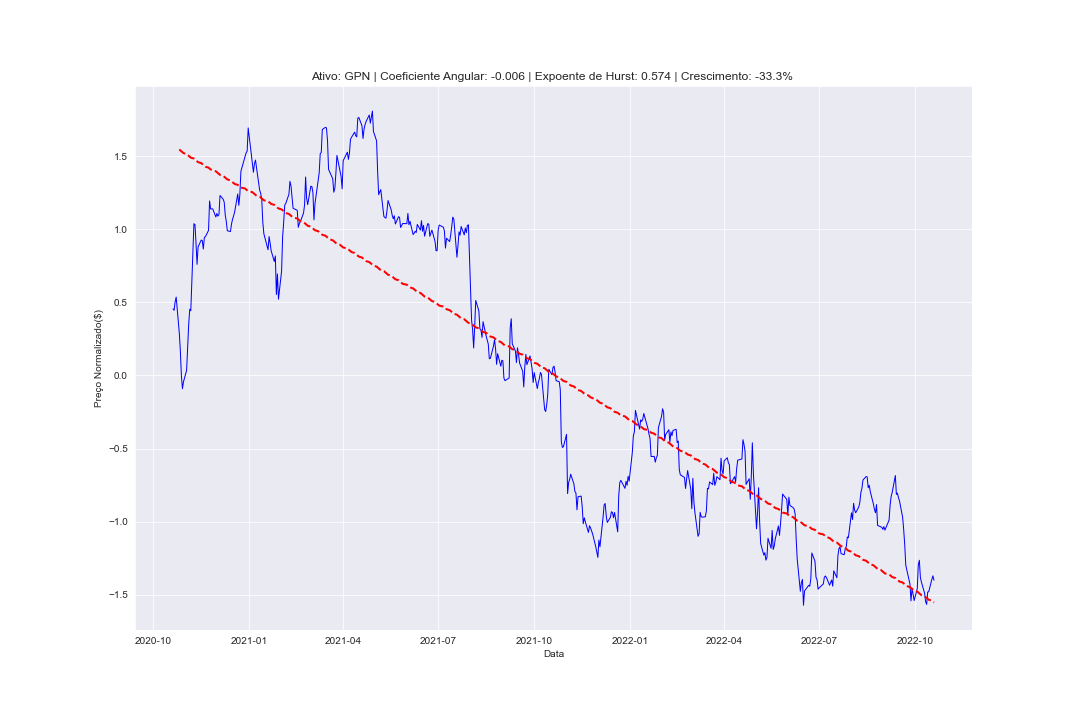 Ativo: GPN | Coeficiente Angular: -0.006 | Expoente de Hurst: 0.574 | Crescimento: -33.3%
Preço Normalizado($)
1.5
1.0
0.5
0.0
−0.5
−1.0
−1.5
2020-10 2021-01 2021-04 2021-07 2021-10 2022-01 2022-04 2022-07 2022-10
Data